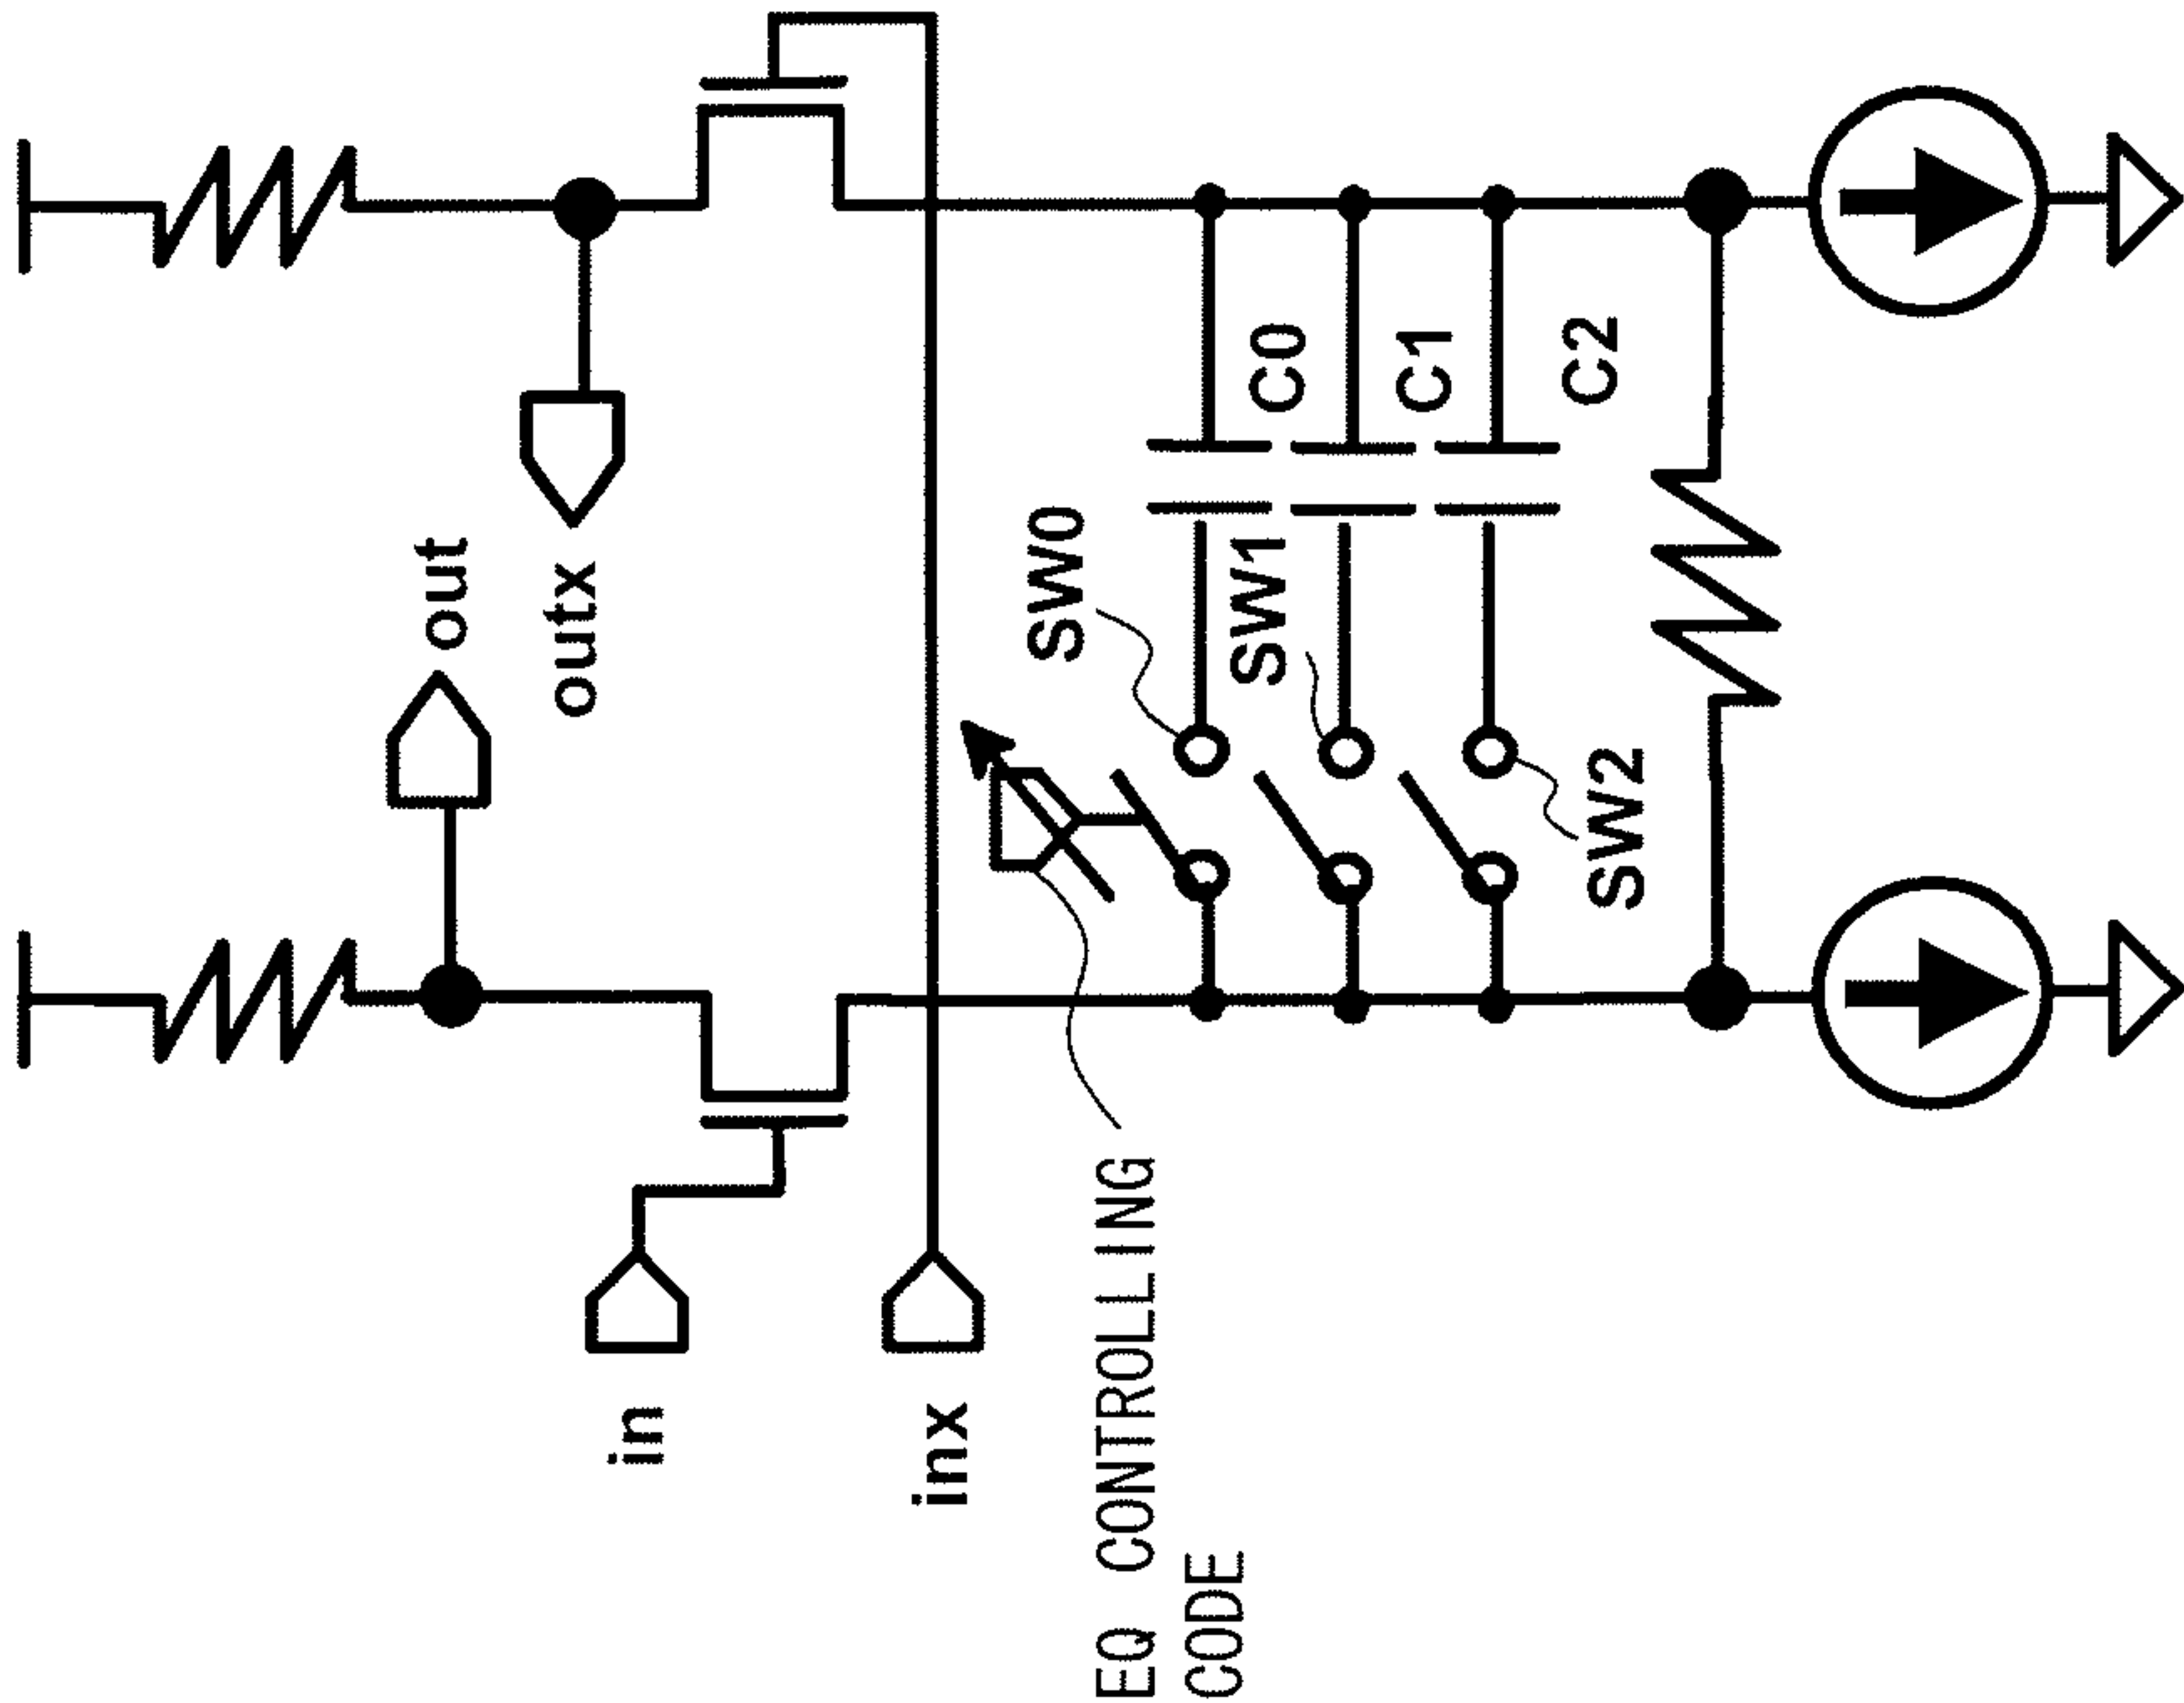 out
outx
in
inx
SW0
C0
SW1
C1
SW2
C2
EQ CONTROLLING
CODE